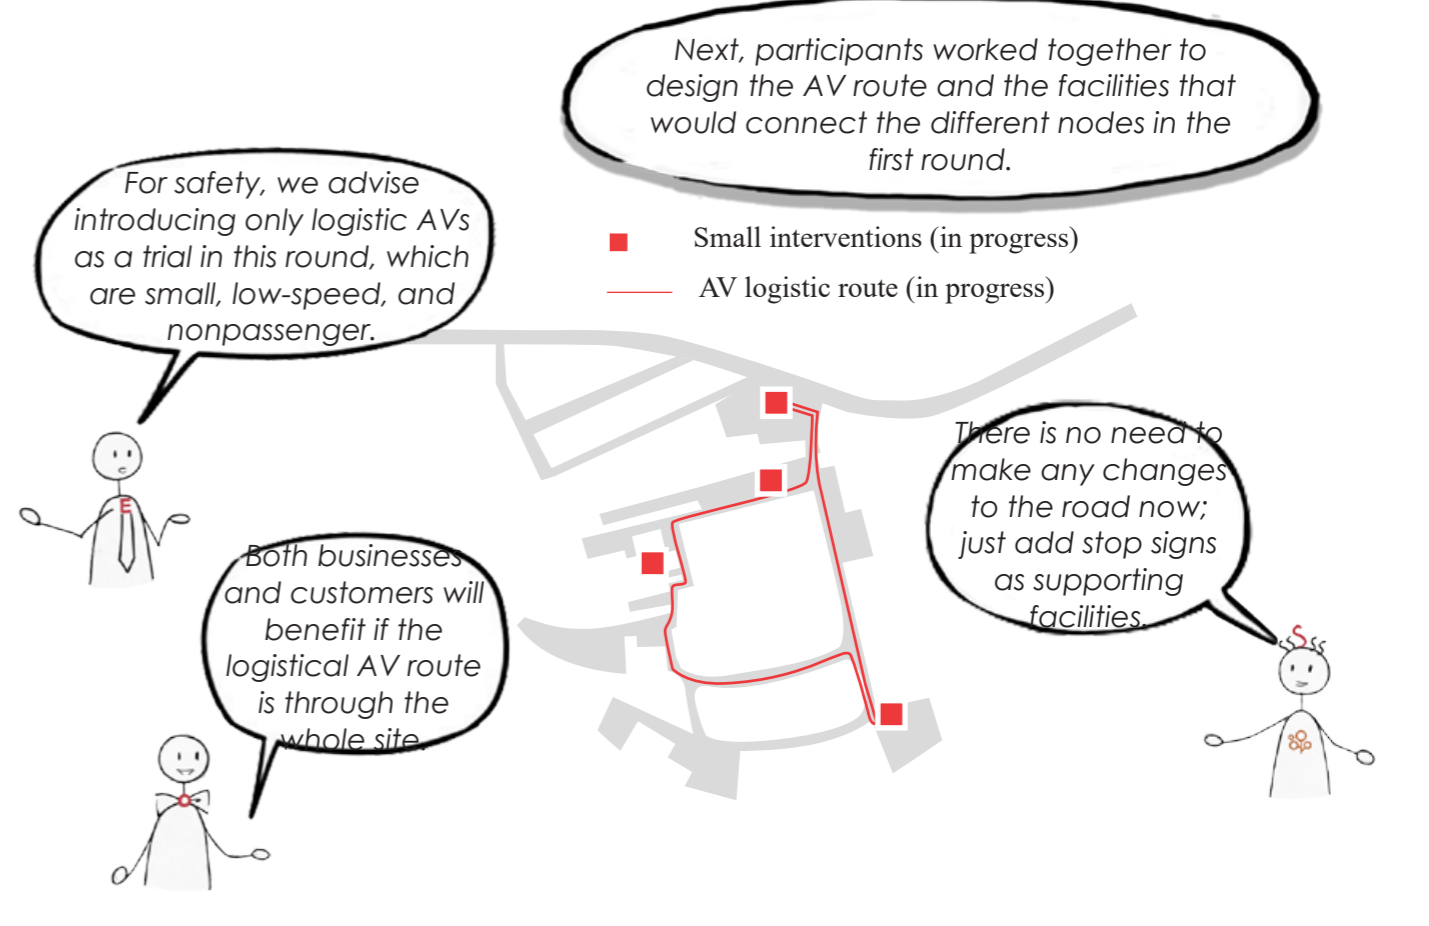 Next, participants worked together to
design the AV route and the facilities that
would connect the different nodes in the
first round.
For safety, we advise
introducing only logistic AVs
as a trial in this round, which
are small, low-speed, and
nonpassenger.
Small interventions (in progress)
AV logistic route (in progress)
There is no need to
make any changes
to the road now;
just add stop signs
as supporting
facilities.
E
Both businesses
and customers will
benefit if the
logistical AV route
is through the
whole site.
S